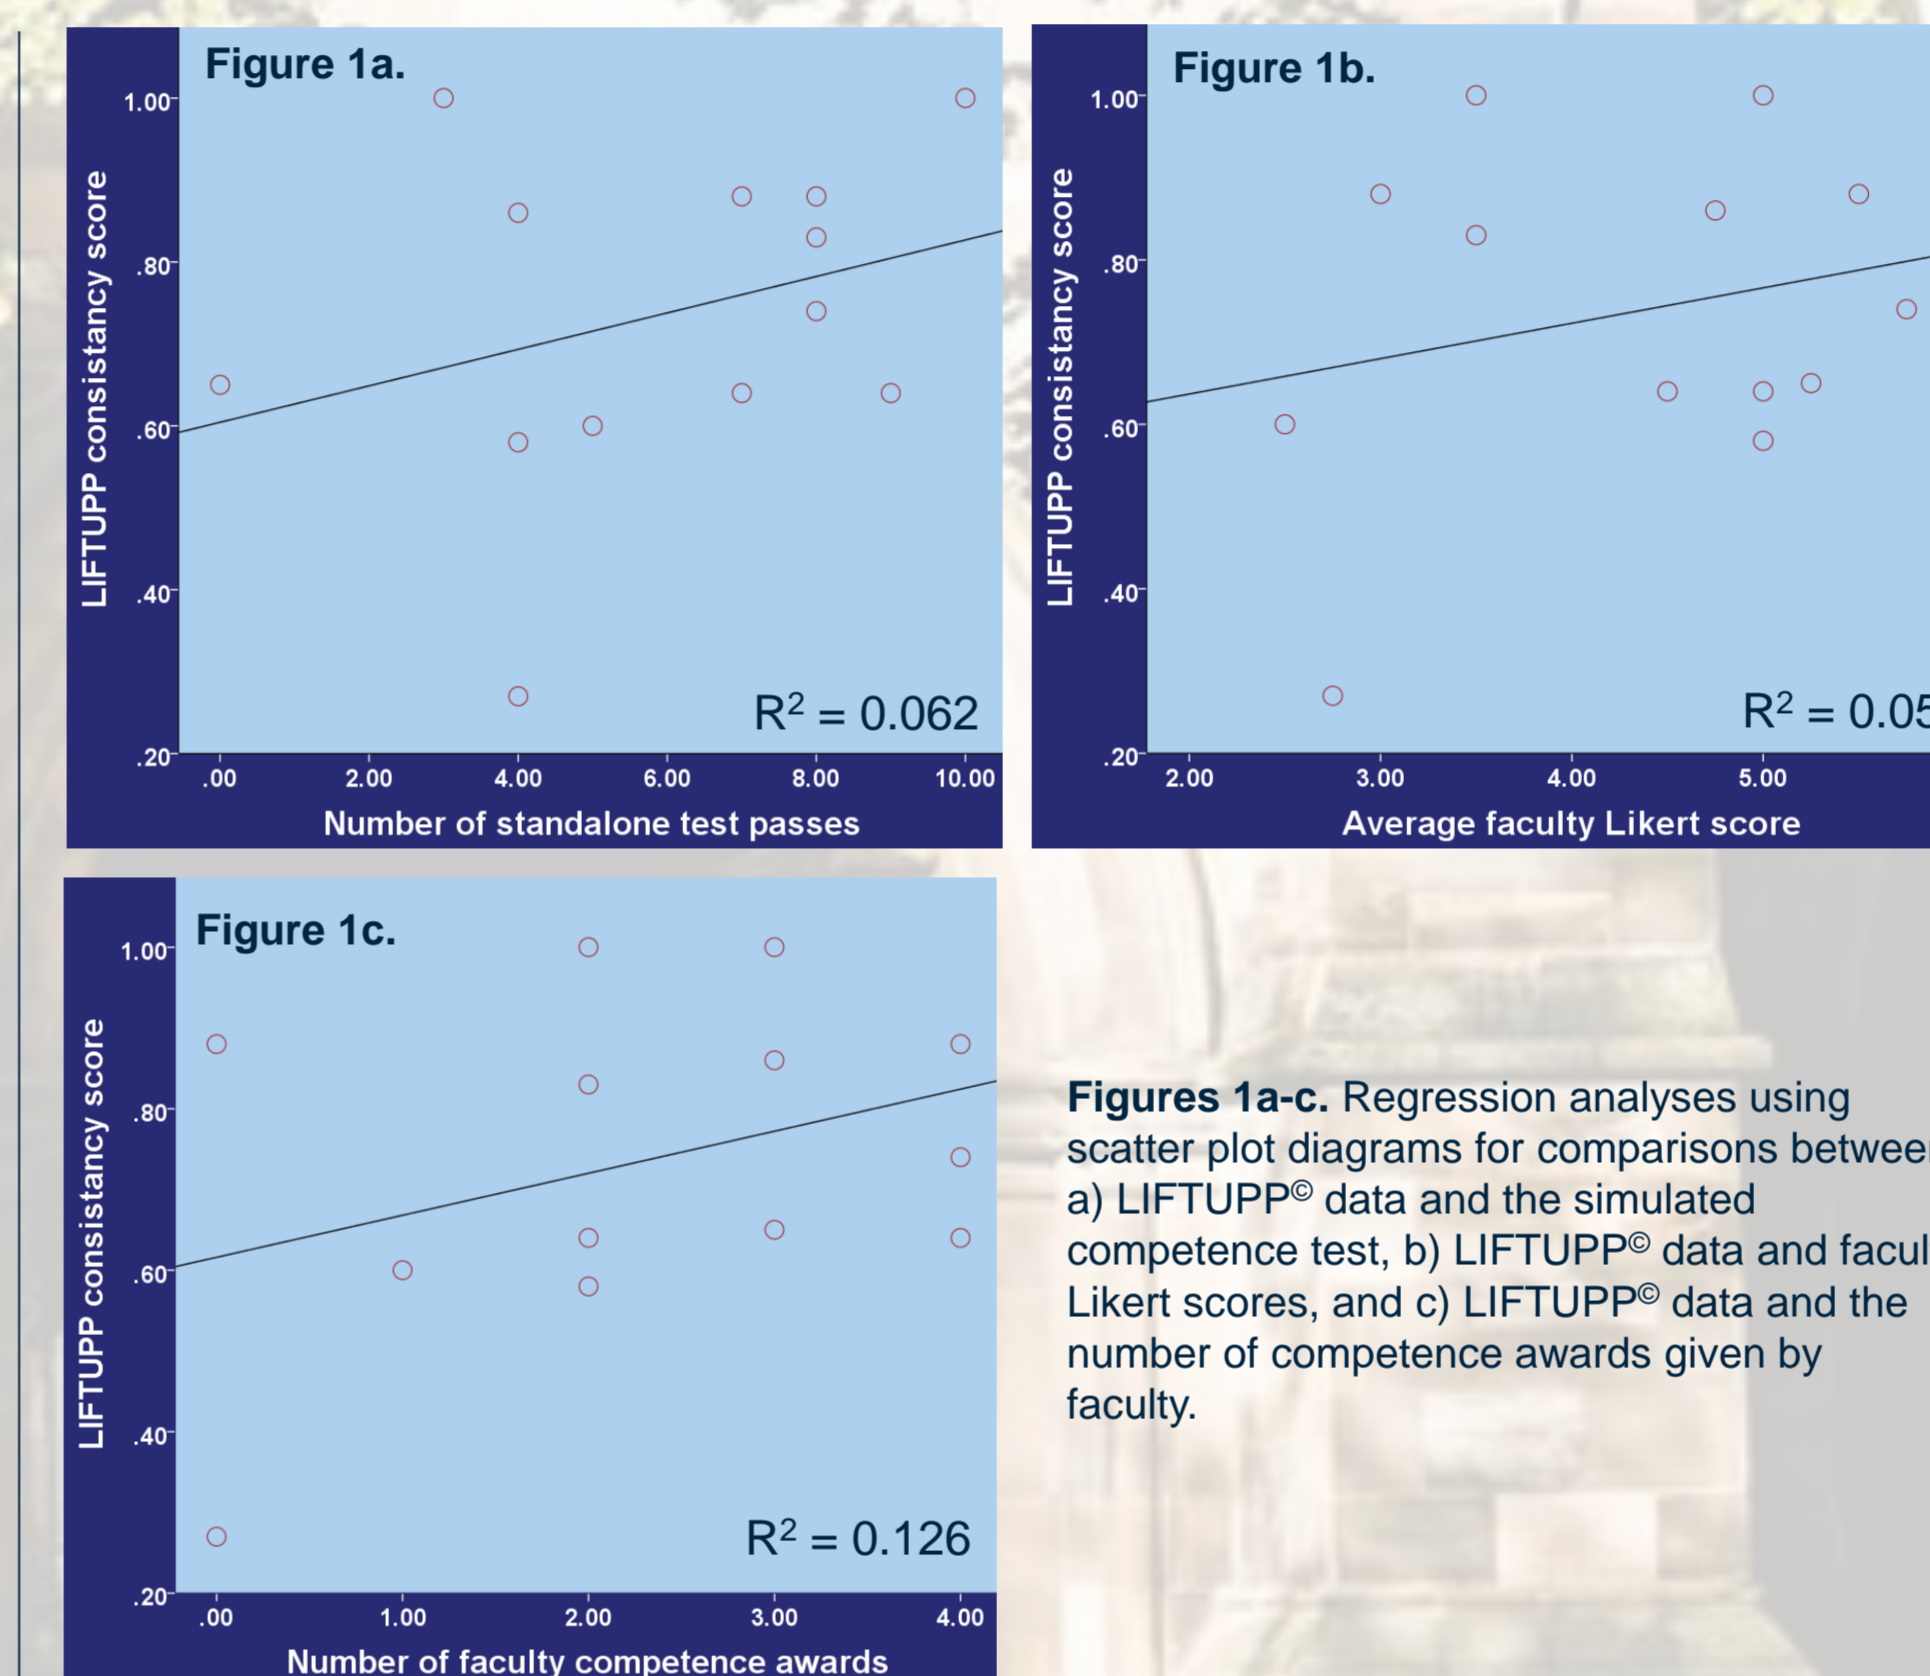 Figure 1a.
LIFTUPP consistancy score
1.00
.80
.60
.40
.20
R² = 0.062
.00 2.00 4.00 6.00 8.00 10.00
Number of standalone test passes
Figure 1b.
LIFTUPP consistancy score
1.00
.80
.60
.40
.20
R² = 0.05
2.00 3.00 4.00 5.00
Average faculty Likert score
Figure 1c.
LIFTUPP consistancy score
1.00
.80
.60
.40
.20
R² = 0.126
.00 1.00 2.00 3.00 4.00
Number of faculty competence awards
Figures 1a-c. Regression analyses using
scatter plot diagrams for comparisons between
a) LIFTUPP© data and the simulated
competence test, b) LIFTUPP© data and
Likert scores, and c) LIFTUPP© data and the
number of competence awards given by
faculty.